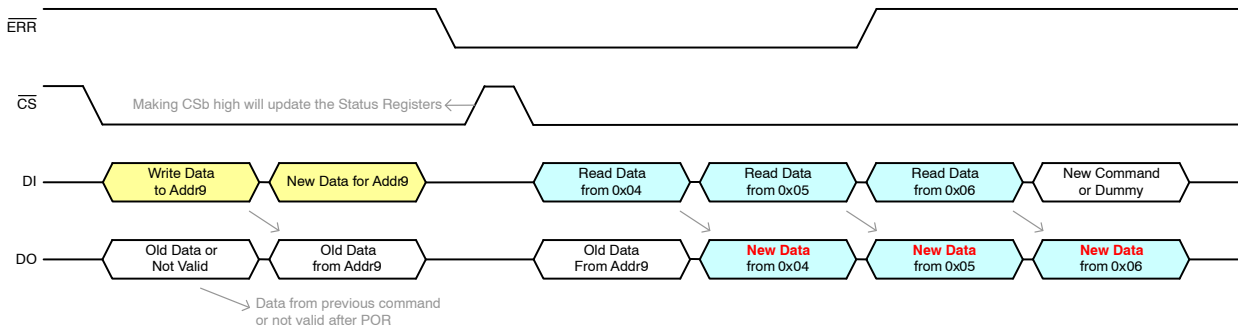 ERR
CS
Making CSb high will update the Status Registers
DI
Write Data
to Addr9
New Data for Addr9
Read Data
from 0x04
Read Data
from 0x05
Read Data
from 0x06
New Command
or Dummy
DO
Old Data or
Not Valid
Old Data
from Addr9
Old Data
From Addr9
New Data
from 0x04
New Data
from 0x05
New Data
from 0x06
Data from previous command
or not valid after POR